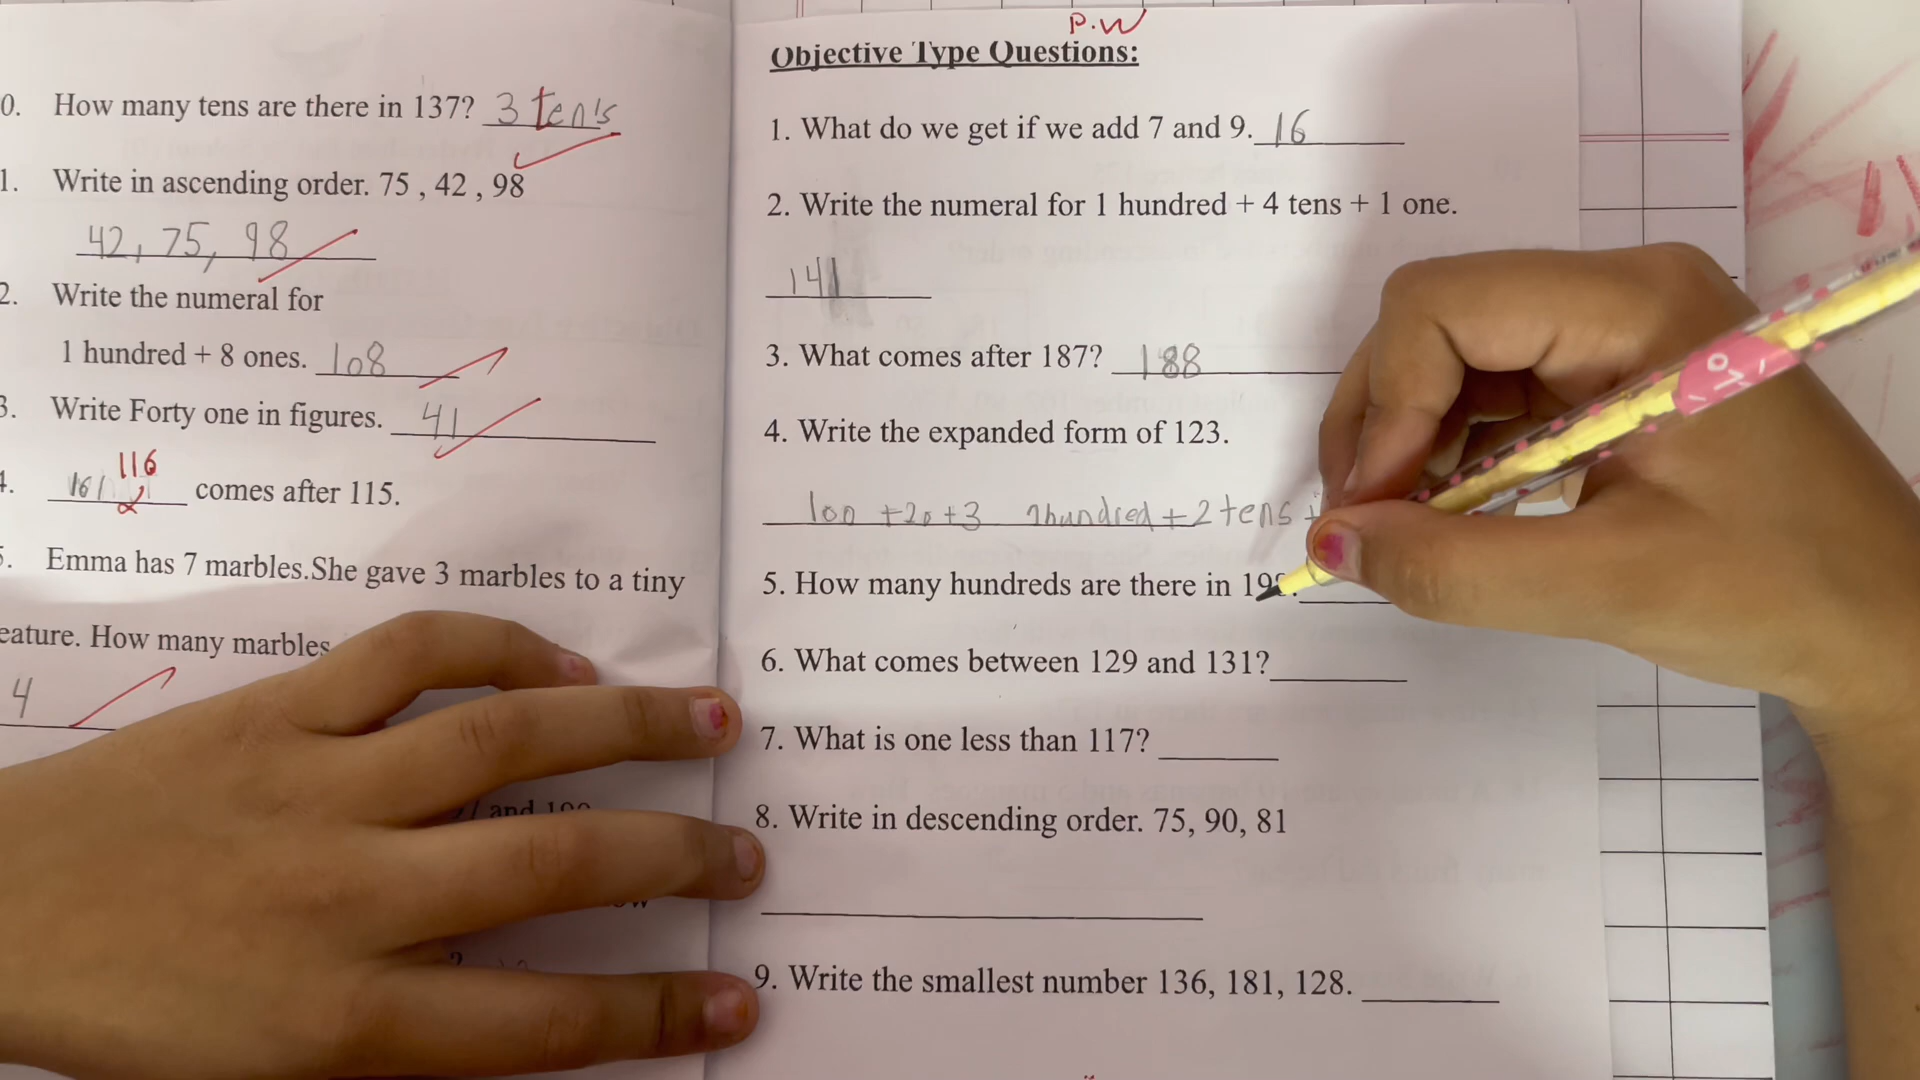 0. How many tens are there in 137? 3 ten's
1. Write in ascending order. 75 , 42 , 98
42, 75, 98
2. Write the numeral for
1 hundred + 8 ones. 108
3. Write Forty one in figures. 41
116
4. comes after 115.
5. Emma has 7 marbles.She gave 3 marbles to a tiny
eature. How many marbles
4
and
P.W
Objective Type Questions:
1. What do we get if we add 7 and 9. 16
2. Write the numeral for 1 hundred + 4 tens + 1 one.
141
3. What comes after 187? 188
4. Write the expanded form of 123.
100 +20 +3 1hundred + 2 tens +
5. How many hundreds are there in
6. What comes between 129 and 131?
7. What is one less than 117?
8. Write in descending order. 75, 90, 81
9. Write the smallest number 136, 181, 128.